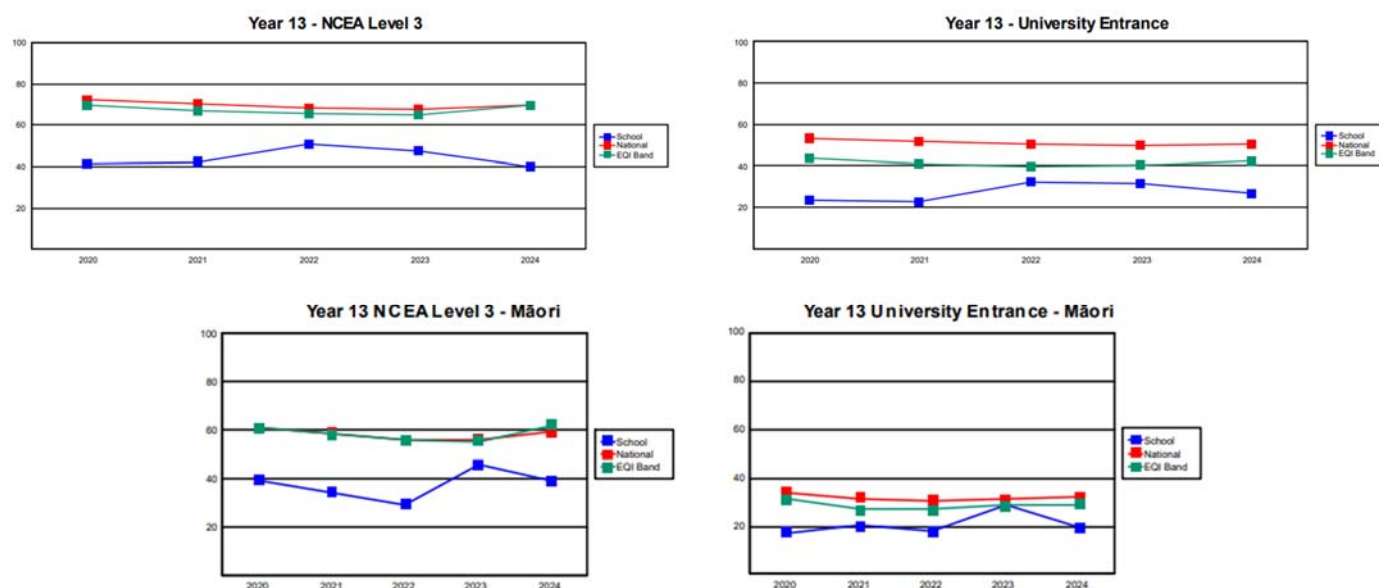 Year 13 - NCEA Level 3
100
80
60
40
20
2020 2021 2022 2023 2024
School
National
EQI Band
Year 13 - University Entrance
100
80
60
40
20
2020 2021 2022 2023 2024
School
National
EQI Band
Year 13 NCEA Level 3 - Māori
100
80
60
40
20
2020 2021 2022 2023 2024
School
National
EQI Band
Year 13 University Entrance - Māori
100
80
60
40
20
2020 2021 2022 2023 2024
School
National
EQI Band